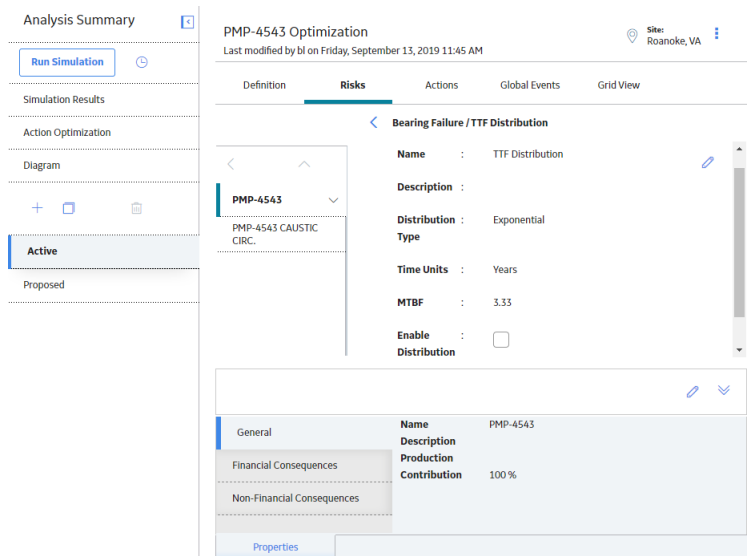 Analysis Summary
Run Simulation
Simulation Results
Action Optimization
Diagram
Active
Proposed
PMP-4543 Optimization
Last modified by bl on Friday, September 13, 2019 11:45 AM
Site:
Roanoke, VA
Definition Risks Actions Global Events Grid View
Bearing Failure / TTF Distribution
PMP-4543
PMP-4543 CAUSTIC
CIRC.
Name : TTF Distribution
Description :
Distribution : Exponential
Type
Time Units : Years
MTBF : 3.33
Enable :
Distribution
General
Financial Consequences
Non-Financial Consequences
Name PMP-4543
Description
Production
Contribution 100 %
Properties